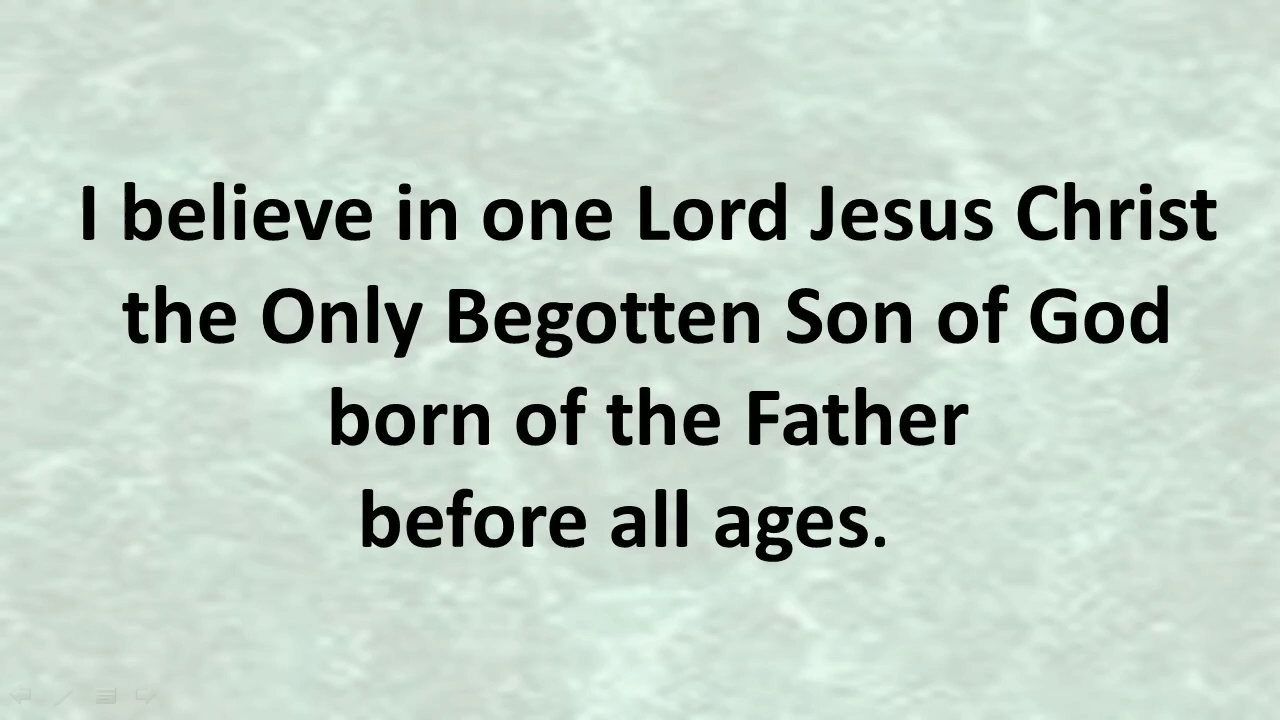 I believe in one Lord Jesus Christ
the Only Begotten Son of God
born of the Father
before all ages.